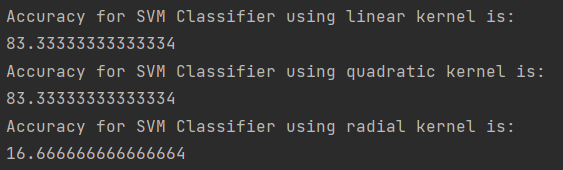 Accuracy for SVM Classifier using linear kernel is:
83.33333333333334
Accuracy for SVM Classifier using quadratic kernel is:
83.33333333333334
Accuracy for SVM Classifier using radial kernel is:
16.666666666666664